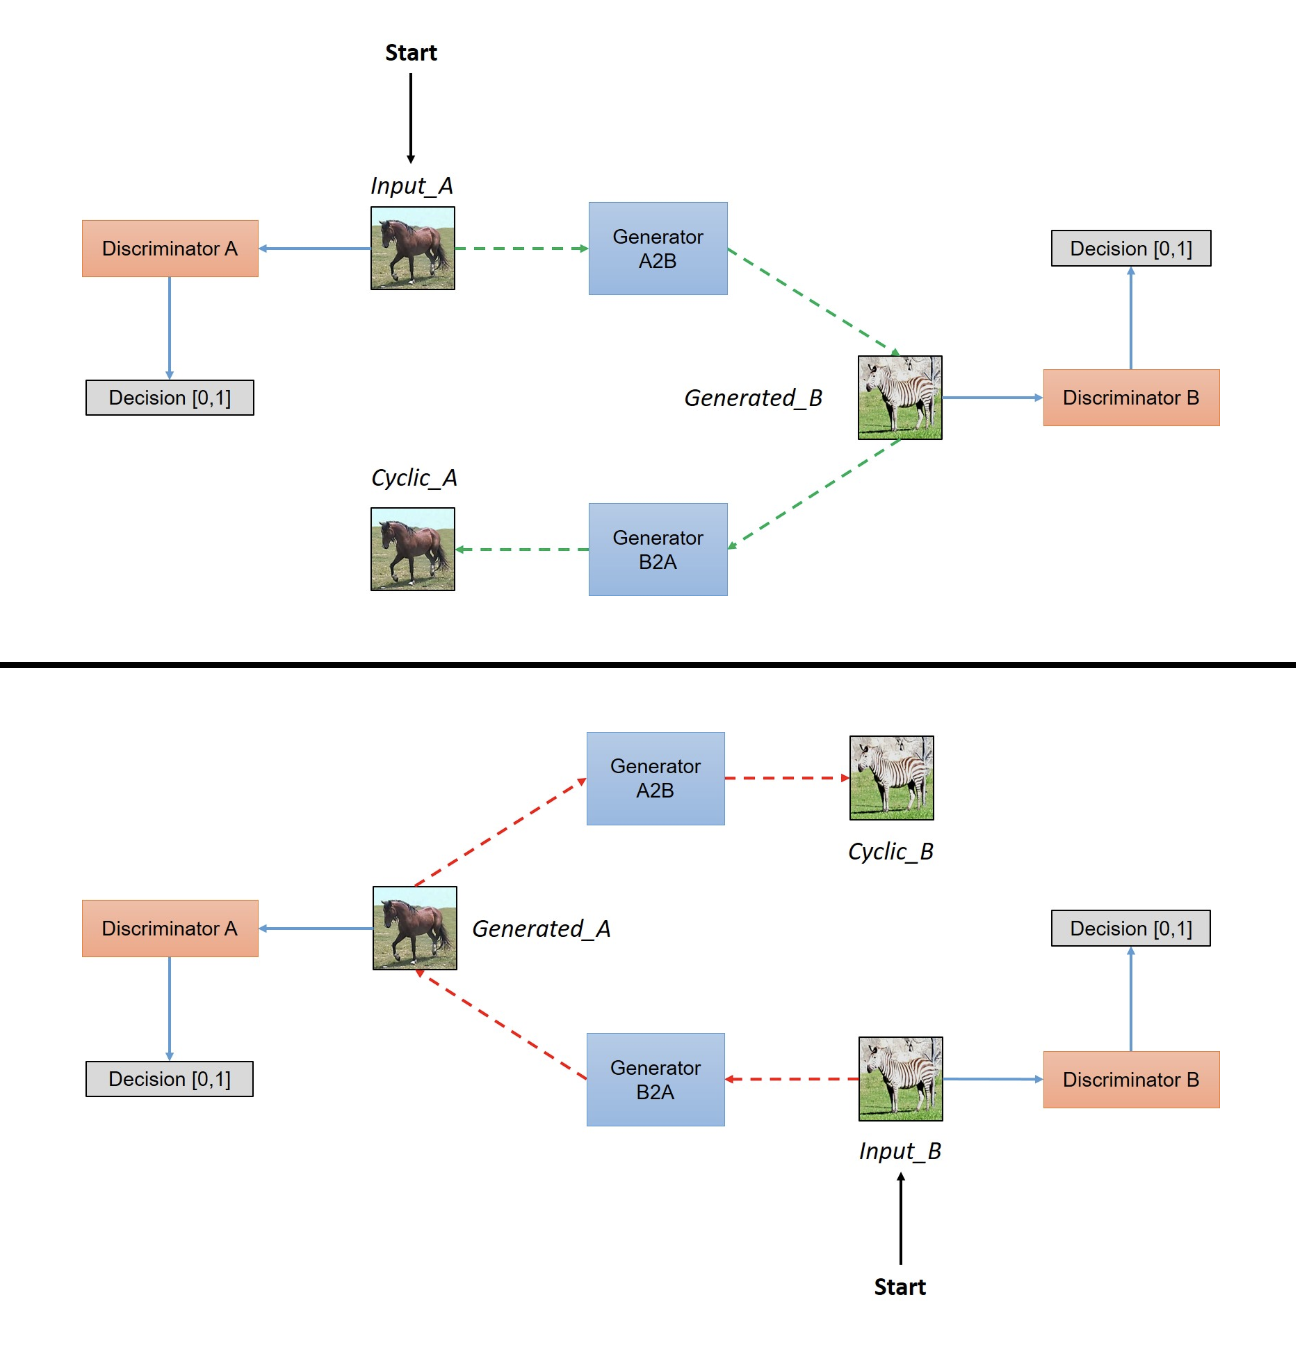 Start
Input_A
Discriminator A
Generator
A2B
Decision [0,1]
Decision [0,1]
Generated_B
Discriminator B
Cyclic_A
Generator
B2A
Generator
A2B
Cyclic_B
Discriminator A
Generated_A
Decision [0,1]
Decision [0,1]
Generator
B2A
Discriminator B
Input_B
Start